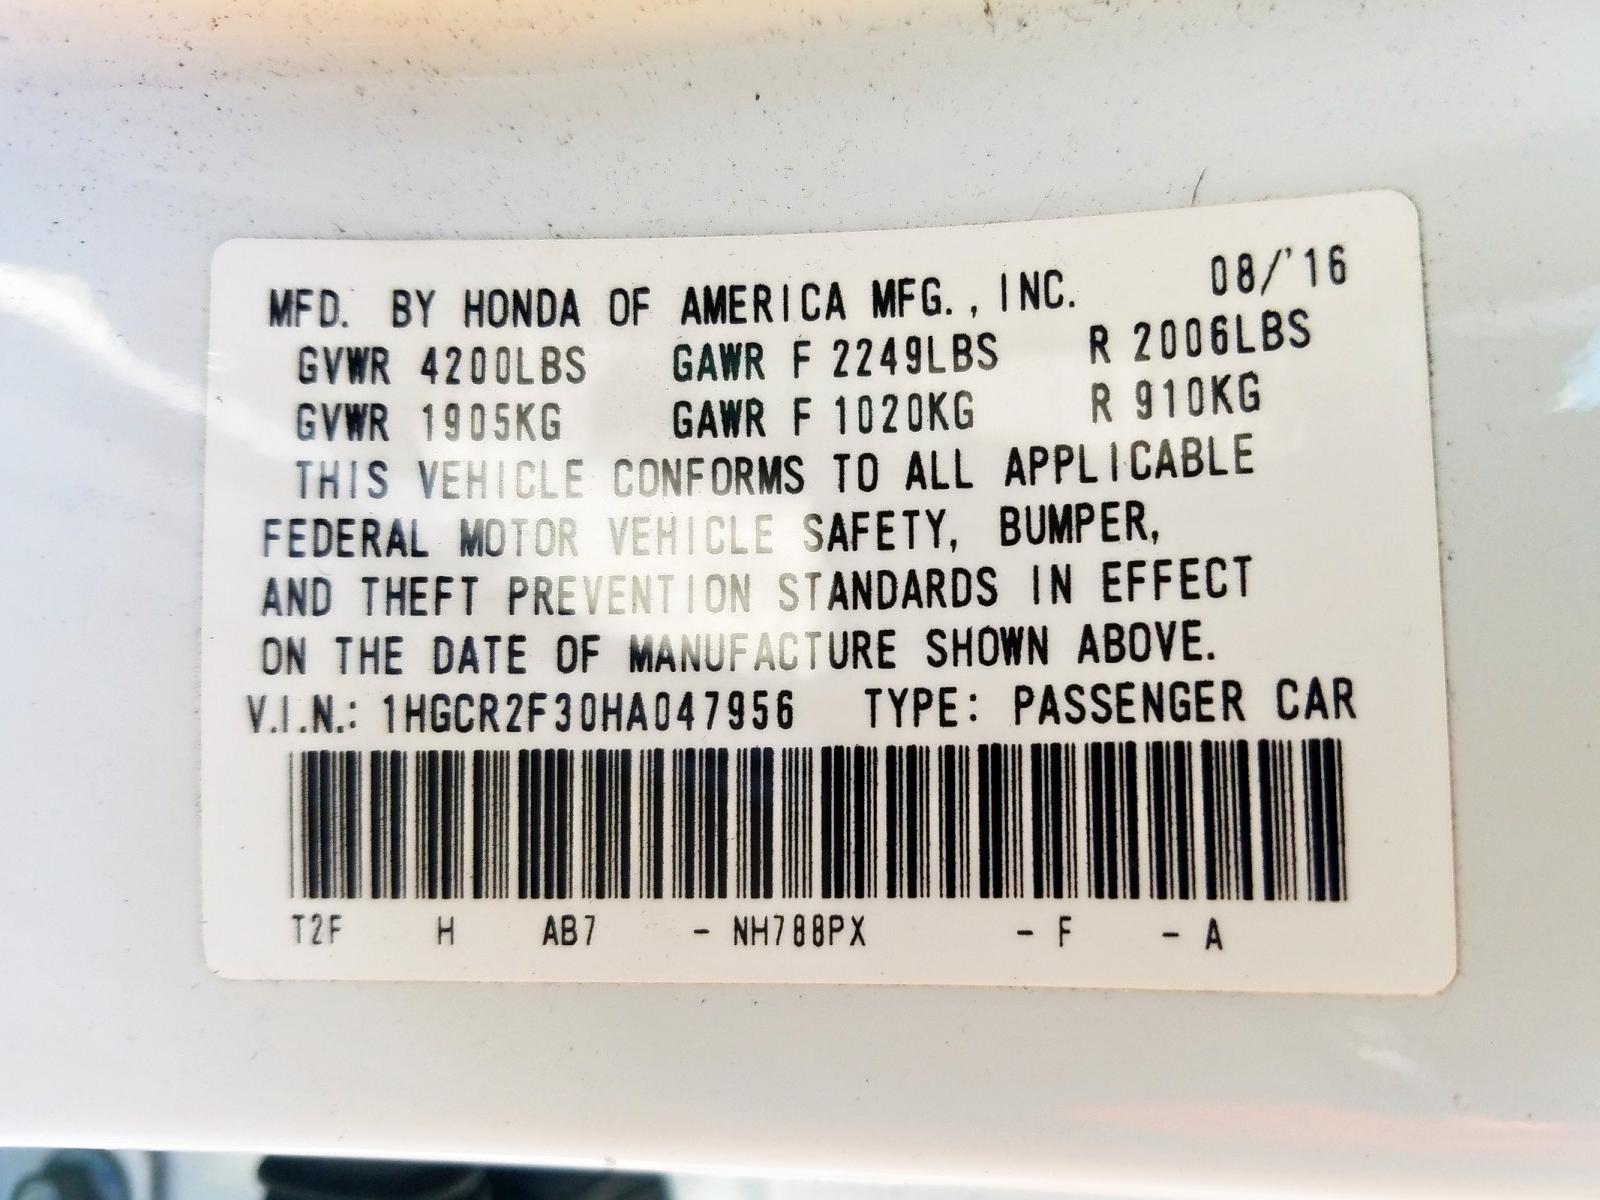 MFD. BY HONDA OF AMERICA MFG., INC. 08/'16
GVWR 4200LBS GAWR F 2249LBS R 2006LBS
GVWR 1905KG GAWR F 1020KG R 910KG
THIS VEHICLE CONFORMS TO ALL APPLICABLE
FEDERAL MOTOR VEHICLE SAFETY, BUMPER,
AND THEFT PREVENTION STANDARDS IN EFFECT
ON THE DATE OF MANUFACTURE SHOWN ABOVE.
V.I.N.: 1HGCR2F30HA047956 TYPE: PASSENGER CAR
T2F H AB7 - NH788PX - F - A